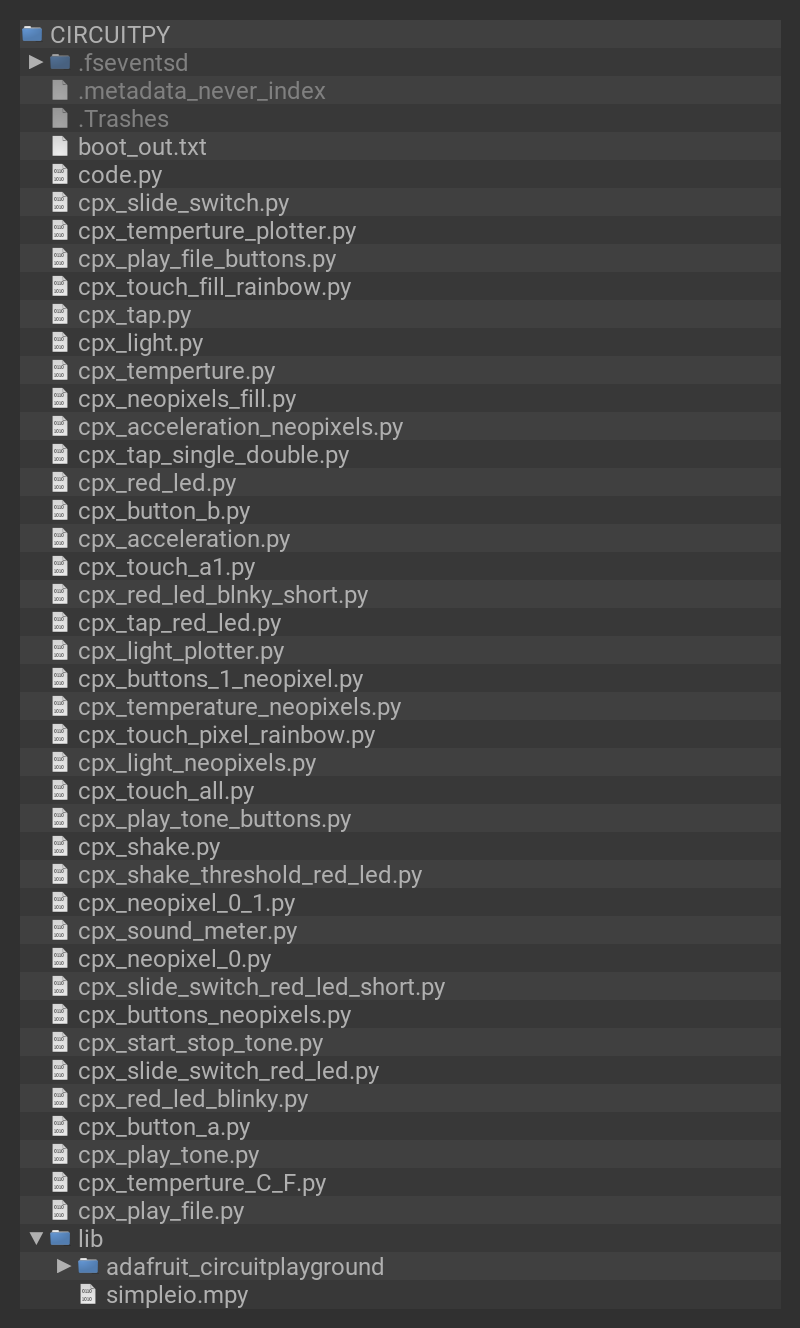 CIRCUITPY
.fseventsd
.metadata_never_index
.Trashes
boot_out.txt
code.py
cpx_slide_switch.py
cpx_temperture_plotter.py
cpx_play_file_buttons.py
cpx_touch_fill_rainbow.py
cpx_tap.py
cpx_light.py
cpx_temperture.py
cpx_neopixels_fill.py
cpx_acceleration_neopixels.py
cpx_tap_single_double.py
cpx_red_led.py
cpx_button_b.py
cpx_acceleration.py
cpx_touch_a1.py
cpx_red_led_blnky_short.py
cpx_tap_red_led.py
cpx_light_plotter.py
cpx_buttons_1_neopixel.py
cpx_temperature_neopixels.py
cpx_touch_pixel_rainbow.py
cpx_light_neopixels.py
cpx_touch_all.py
cpx_play_tone_buttons.py
cpx_shake.py
cpx_shake_threshold_red_led.py
cpx_neopixel_0_1.py
cpx_sound_meter.py
cpx_neopixel_0.py
cpx_slide_switch_red_led_short.py
cpx_buttons_neopixels.py
cpx_start_stop_tone.py
cpx_slide_switch_red_led.py
cpx_red_led_blinky.py
cpx_button_a.py
cpx_play_tone.py
cpx_temperture_C_F.py
cpx_play_file.py
lib
adafruit_circuitplayground
simpleio.mpy